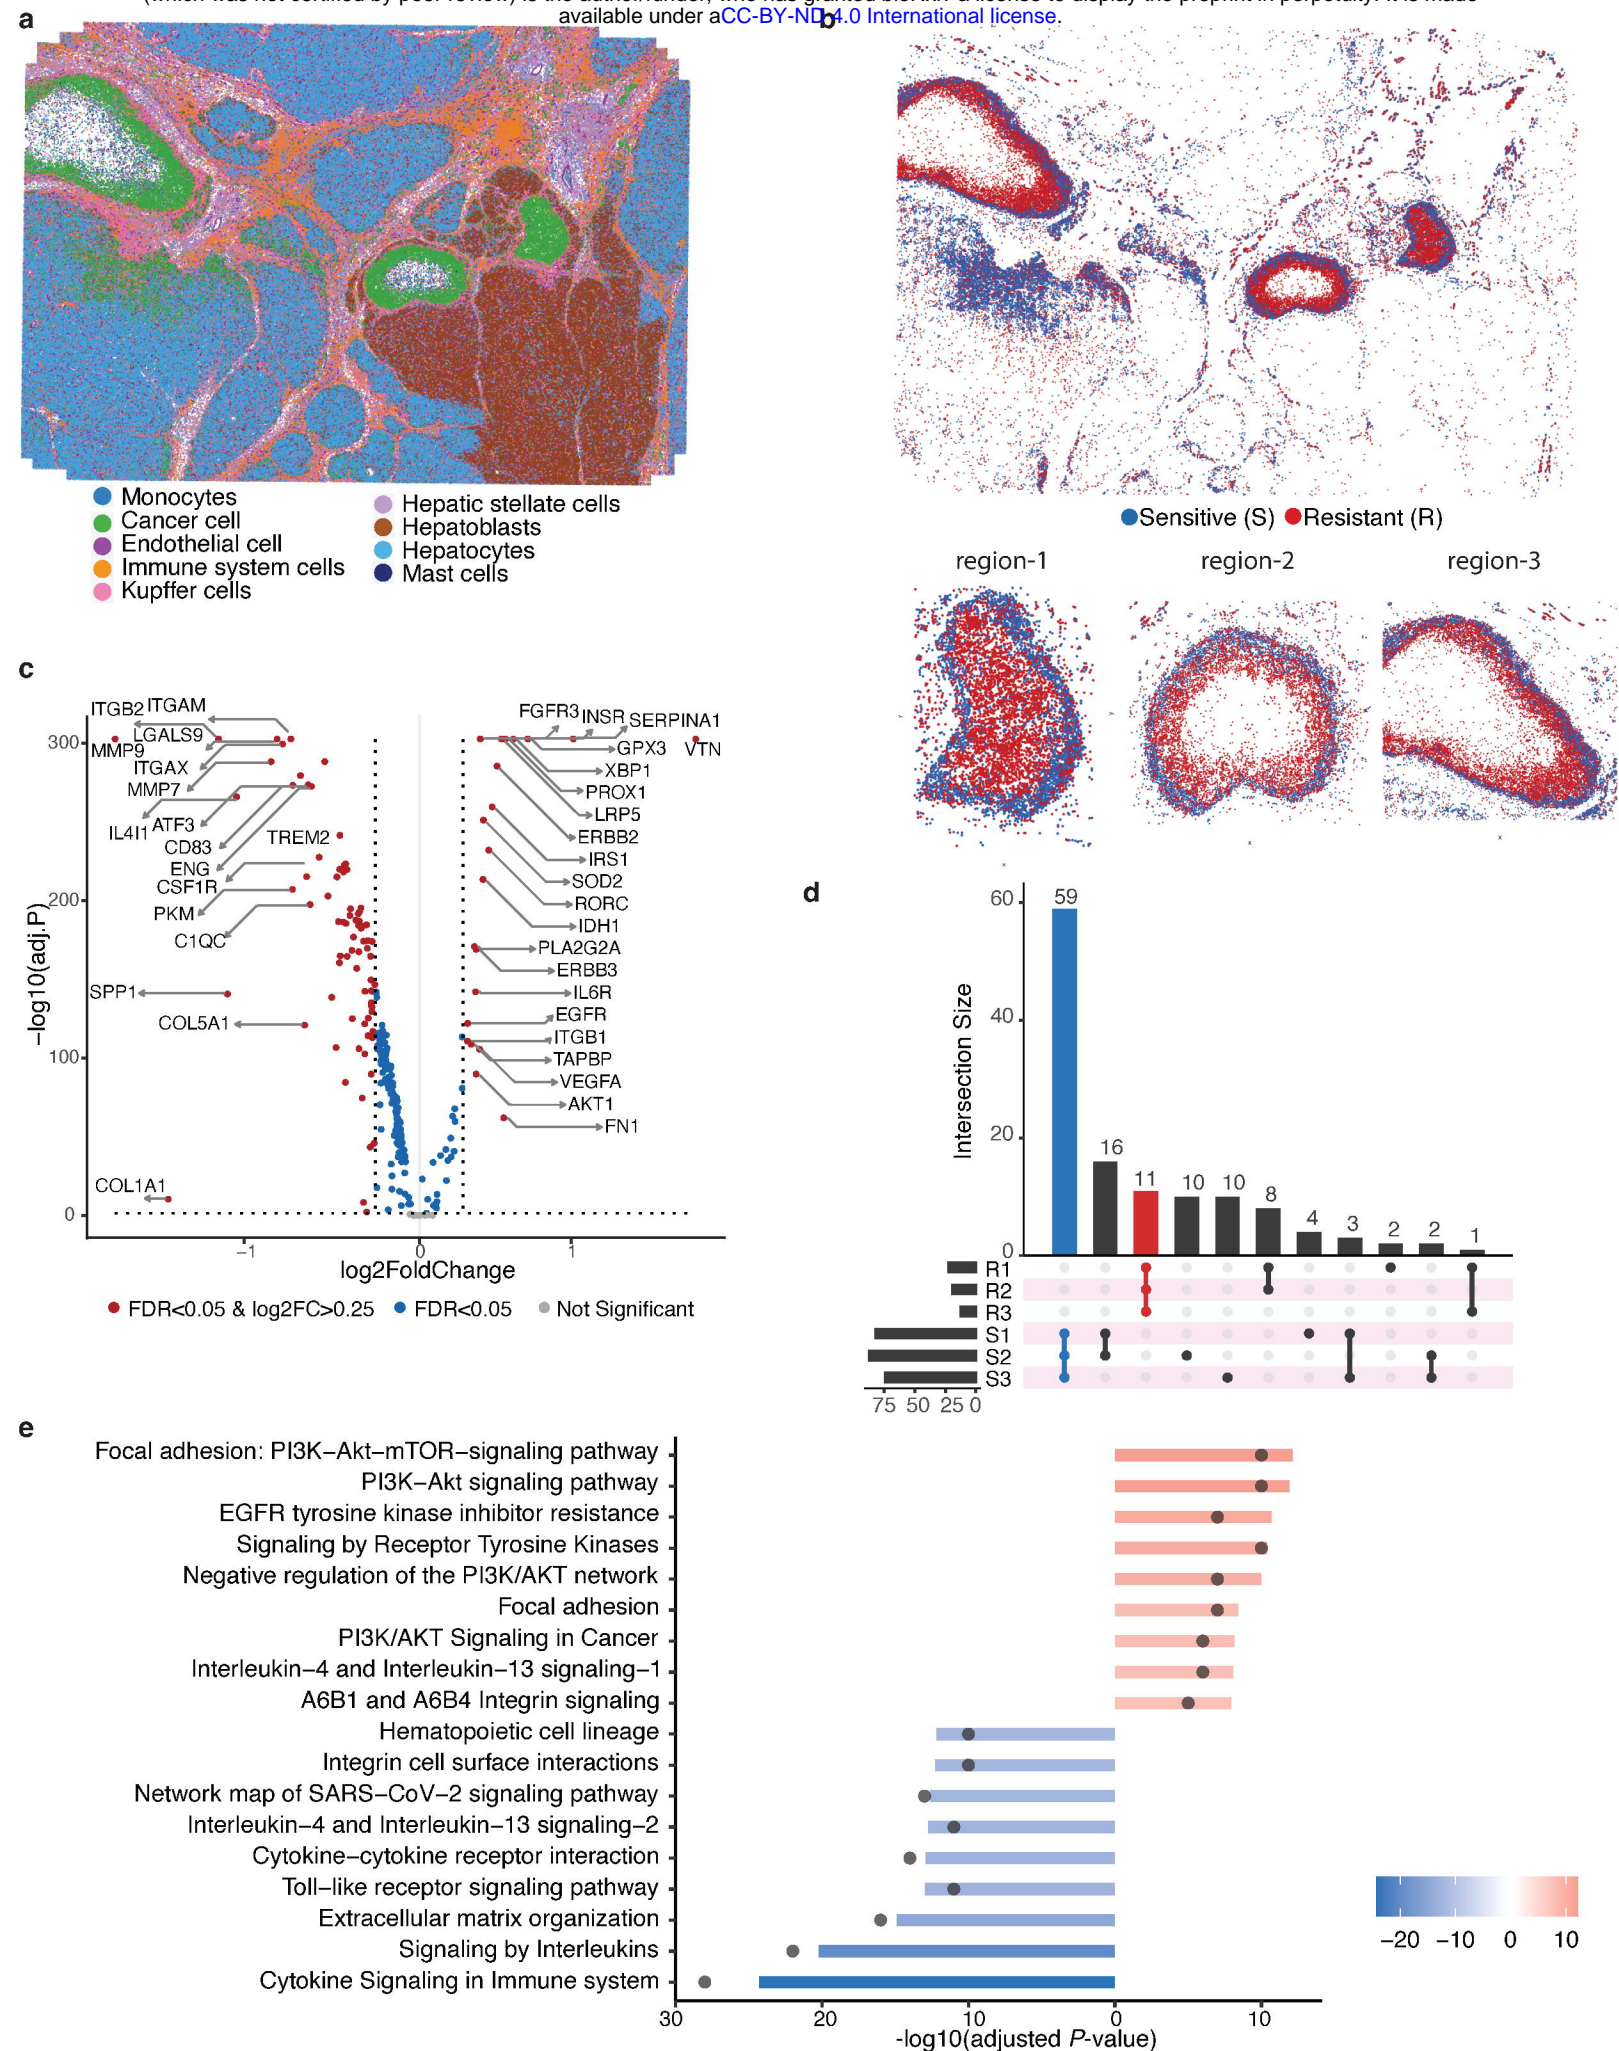 available under aCC-BY-ND 4.0 International license.
a
b
Monocytes
Cancer cell
Endothelial cell
Immune system cells
Kupffer cells
Hepatic stellate cells
Hepatoblasts
Hepatocytes
Mast cells
Sensitive (S) Resistant (R)
region-1 region-2 region-3
c
ITGB2 ITGAM
LGALS9
MMP9
ITGAX
MMP7
IL4I1 ATF3
CD83
TREM2
ENG
CSF1R
PKM
C1QC
SPP1
COL5A1
COL1A1
FGFR3 INSR SERPINA1
GPX3 VTN
XBP1
PROX1
LRP5
ERBB2
IRS1
SOD2
RORC
IDH1
PLA2G2A
ERBB3
IL6R
EGFR
ITGB1
TAPBP
VEGFA
AKT1
FN1
300
200
100
0
−log10(adj.P)
−1 0 1
log2FoldChange
FDR<0.05 & log2FC>0.25 FDR<0.05 Not Significant
d
60
40
20
0
Intersection Size
59 16 11 10 10 8 4 3 2 2 1
R1
R2
R3
S1
S2
S3
75 50 25 0
e
Focal adhesion: PI3K−Akt−mTOR−signaling pathway
PI3K−Akt signaling pathway
EGFR tyrosine kinase inhibitor resistance
Signaling by Receptor Tyrosine Kinases
Negative regulation of the PI3K/AKT network
Focal adhesion
PI3K/AKT Signaling in Cancer
Interleukin−4 and Interleukin−13 signaling−1
A6B1 and A6B4 Integrin signaling
Hematopoietic cell lineage
Integrin cell surface interactions
Network map of SARS−CoV−2 signaling pathway
Interleukin−4 and Interleukin−13 signaling−2
Cytokine−cytokine receptor interaction
Toll−like receptor signaling pathway
Extracellular matrix organization
Signaling by Interleukins
Cytokine Signaling in Immune system
30 20 10 0 10
-log10(adjusted P-value)
−20 −10 0 10